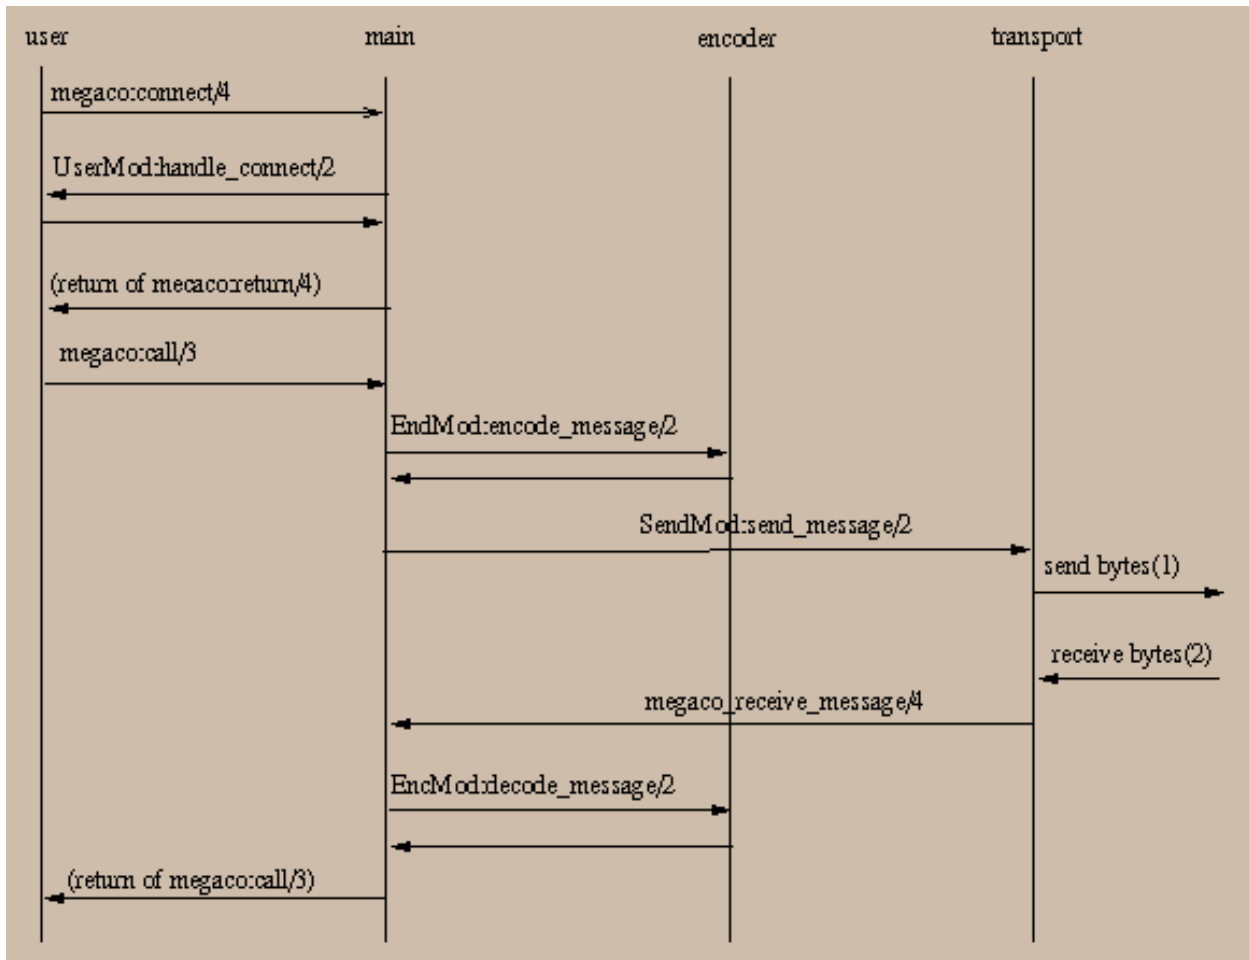 user main encoder transport
megaco:connect/4
UserMod:handle_connect/2
(return of mecaco:return/4)
megaco:call/3
EndMod:encode_message/2
SendMod:send_message/2
send bytes(1)
receive bytes(2)
megaco_receive_message/4
EncMod:decode_message/2
(return of megaco:call/3)